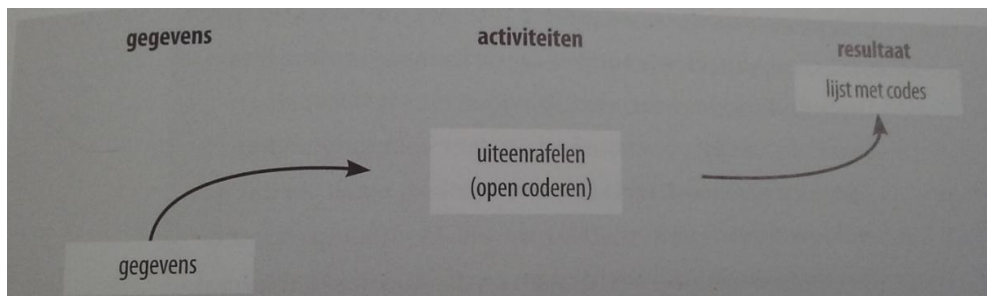 gegevens
activiteiten
resultaat
lijst met codes
uiteenrafelen
(open coderen)
gegevens